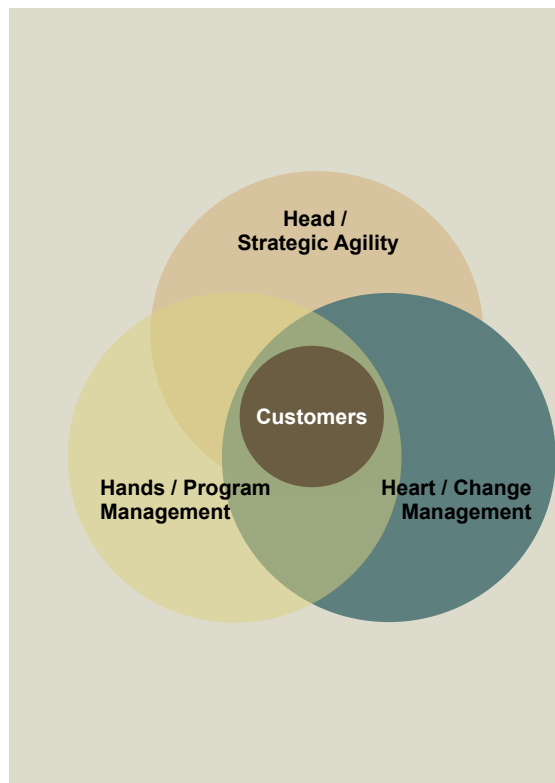 Head /
Strategic Agility
Customers
Hands / Program
Management
Heart / Change
Management